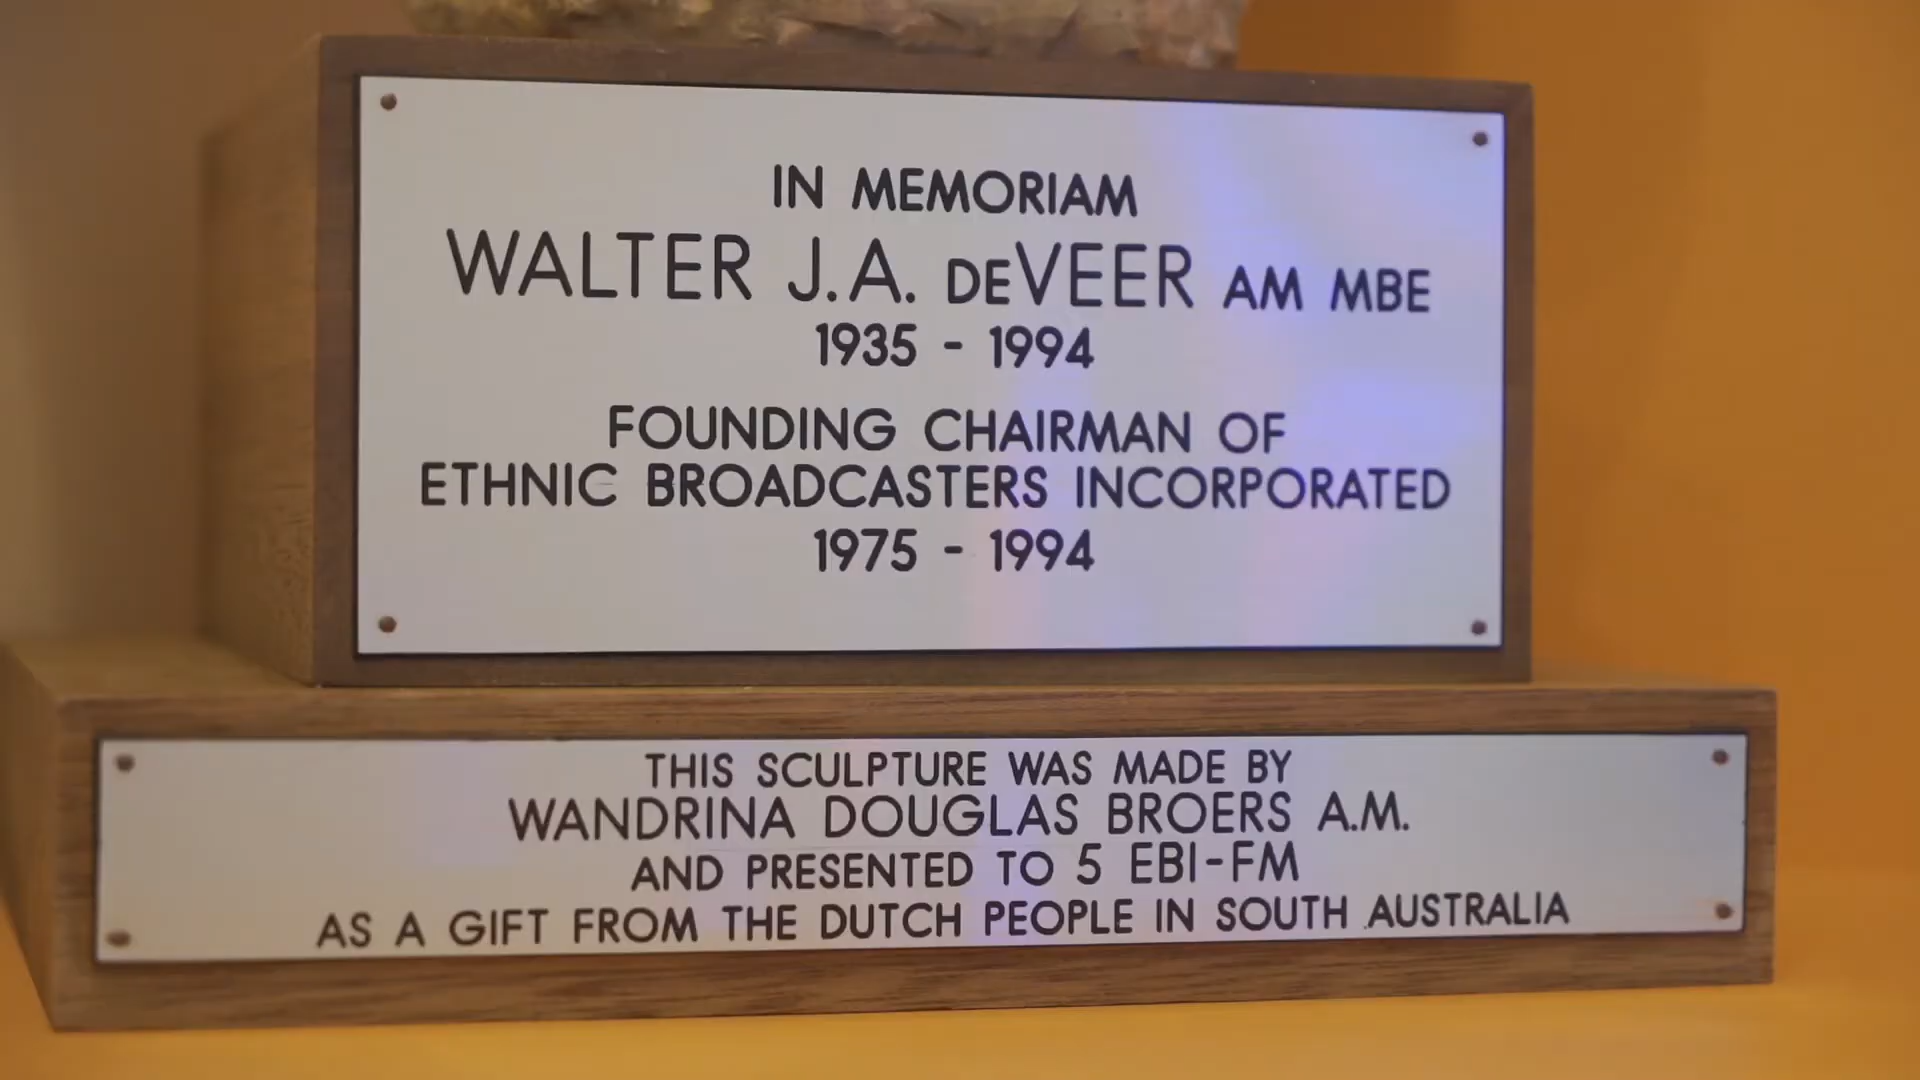 IN MEMORIAM
WALTER J.A. DEVEER AM MBE
1935 - 1994
FOUNDING CHAIRMAN OF
ETHNIC BROADCASTERS INCORPORATED
1975 - 1994
THIS SCULPTURE WAS MADE BY
WANDRINA DOUGLAS BROERS A.M.
AND PRESENTED TO 5 EBI-FM
AS A GIFT FROM THE DUTCH PEOPLE IN SOUTH AUSTRALIA